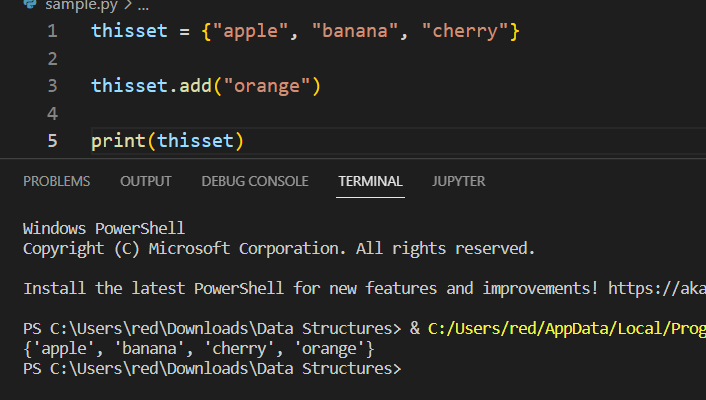 sample.py > ...
1 thisset = {"apple", "banana", "cherry"}
2
3 thisset.add("orange")
4
5 print(thisset)
PROBLEMS OUTPUT DEBUG CONSOLE TERMINAL JUPYTER
Windows PowerShell
Copyright (C) Microsoft Corporation. All rights reserved.
Install the latest PowerShell for new features and improvements! https://aka
PS C:\Users\red\Downloads\Data Structures> & C:/Users/red/AppData/Local/Prog
{'apple', 'banana', 'cherry', 'orange'}
PS C:\Users\red\Downloads\Data Structures>